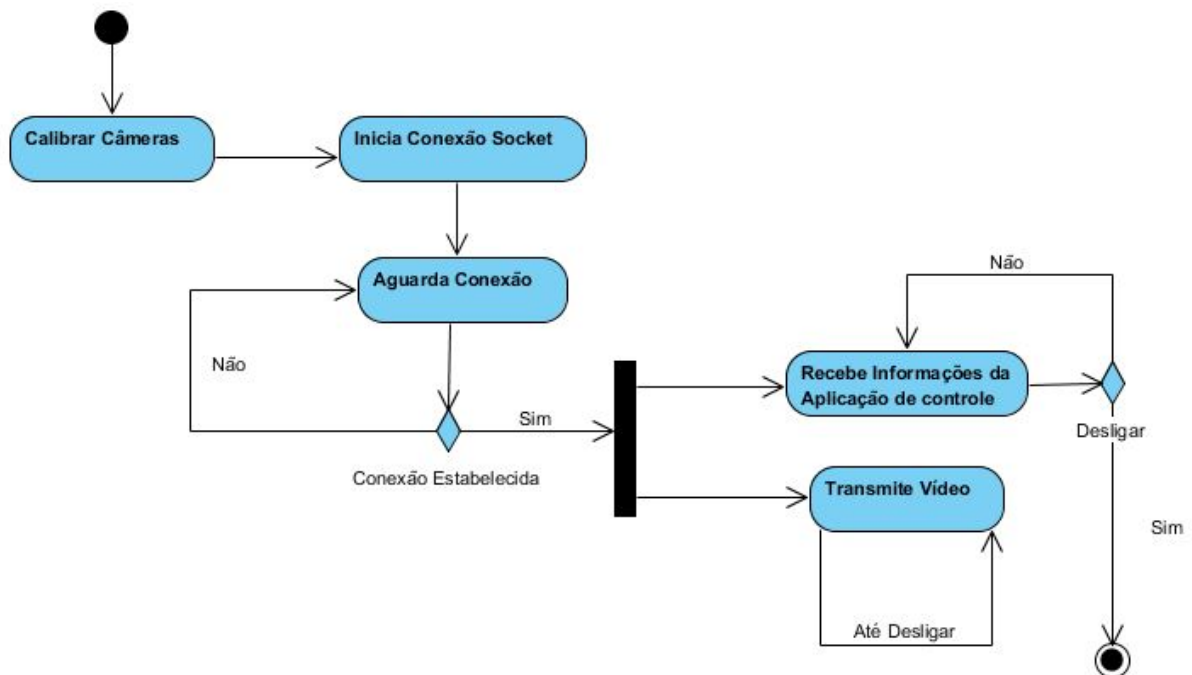 Calibrar Câmeras
Inicia Conexão Socket
Aguarda Conexão
Não
Sim
Conexão Estabelecida
Não
Recebe Informações da
Aplicação de controle
Desligar
Transmite Vídeo
Sim
Até Desligar